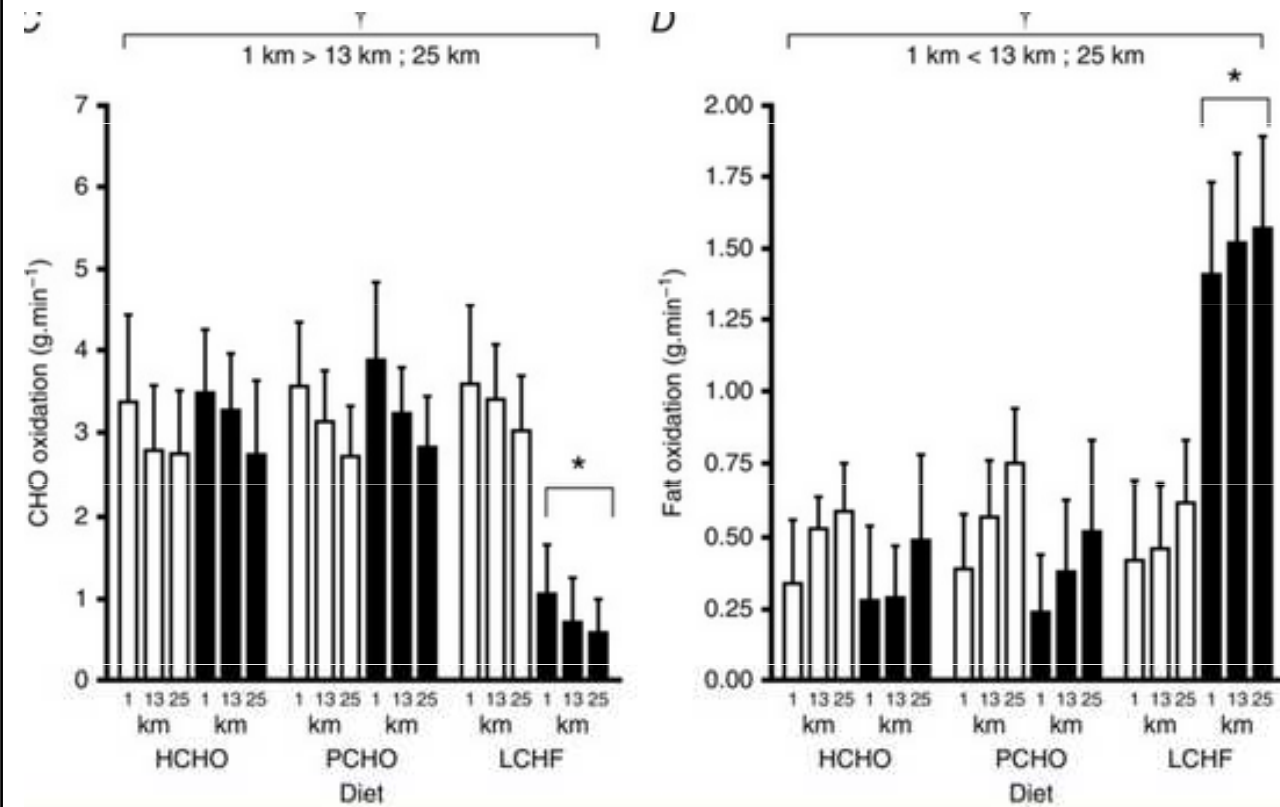 D
1 km > 13 km ; 25 km
7
6
5
4
3
2
1
0
CHO oxidation (g.min⁻¹)
*
1 13 25 1 13 25 1 13 25 1 13 25 1 13 25 1 13 25
km km km km km km
HCHO PCHO LCHF
Diet
1 km < 13 km ; 25 km
*
2.00
1.75
1.50
1.25
1.00
0.75
0.50
0.25
0.00
Fat oxidation (g.min⁻¹)
1 13 25 1 13 25 1 13 25 1 13 25 1 13 25 1 13 25
km km km km km km
HCHO PCHO LCHF
Diet